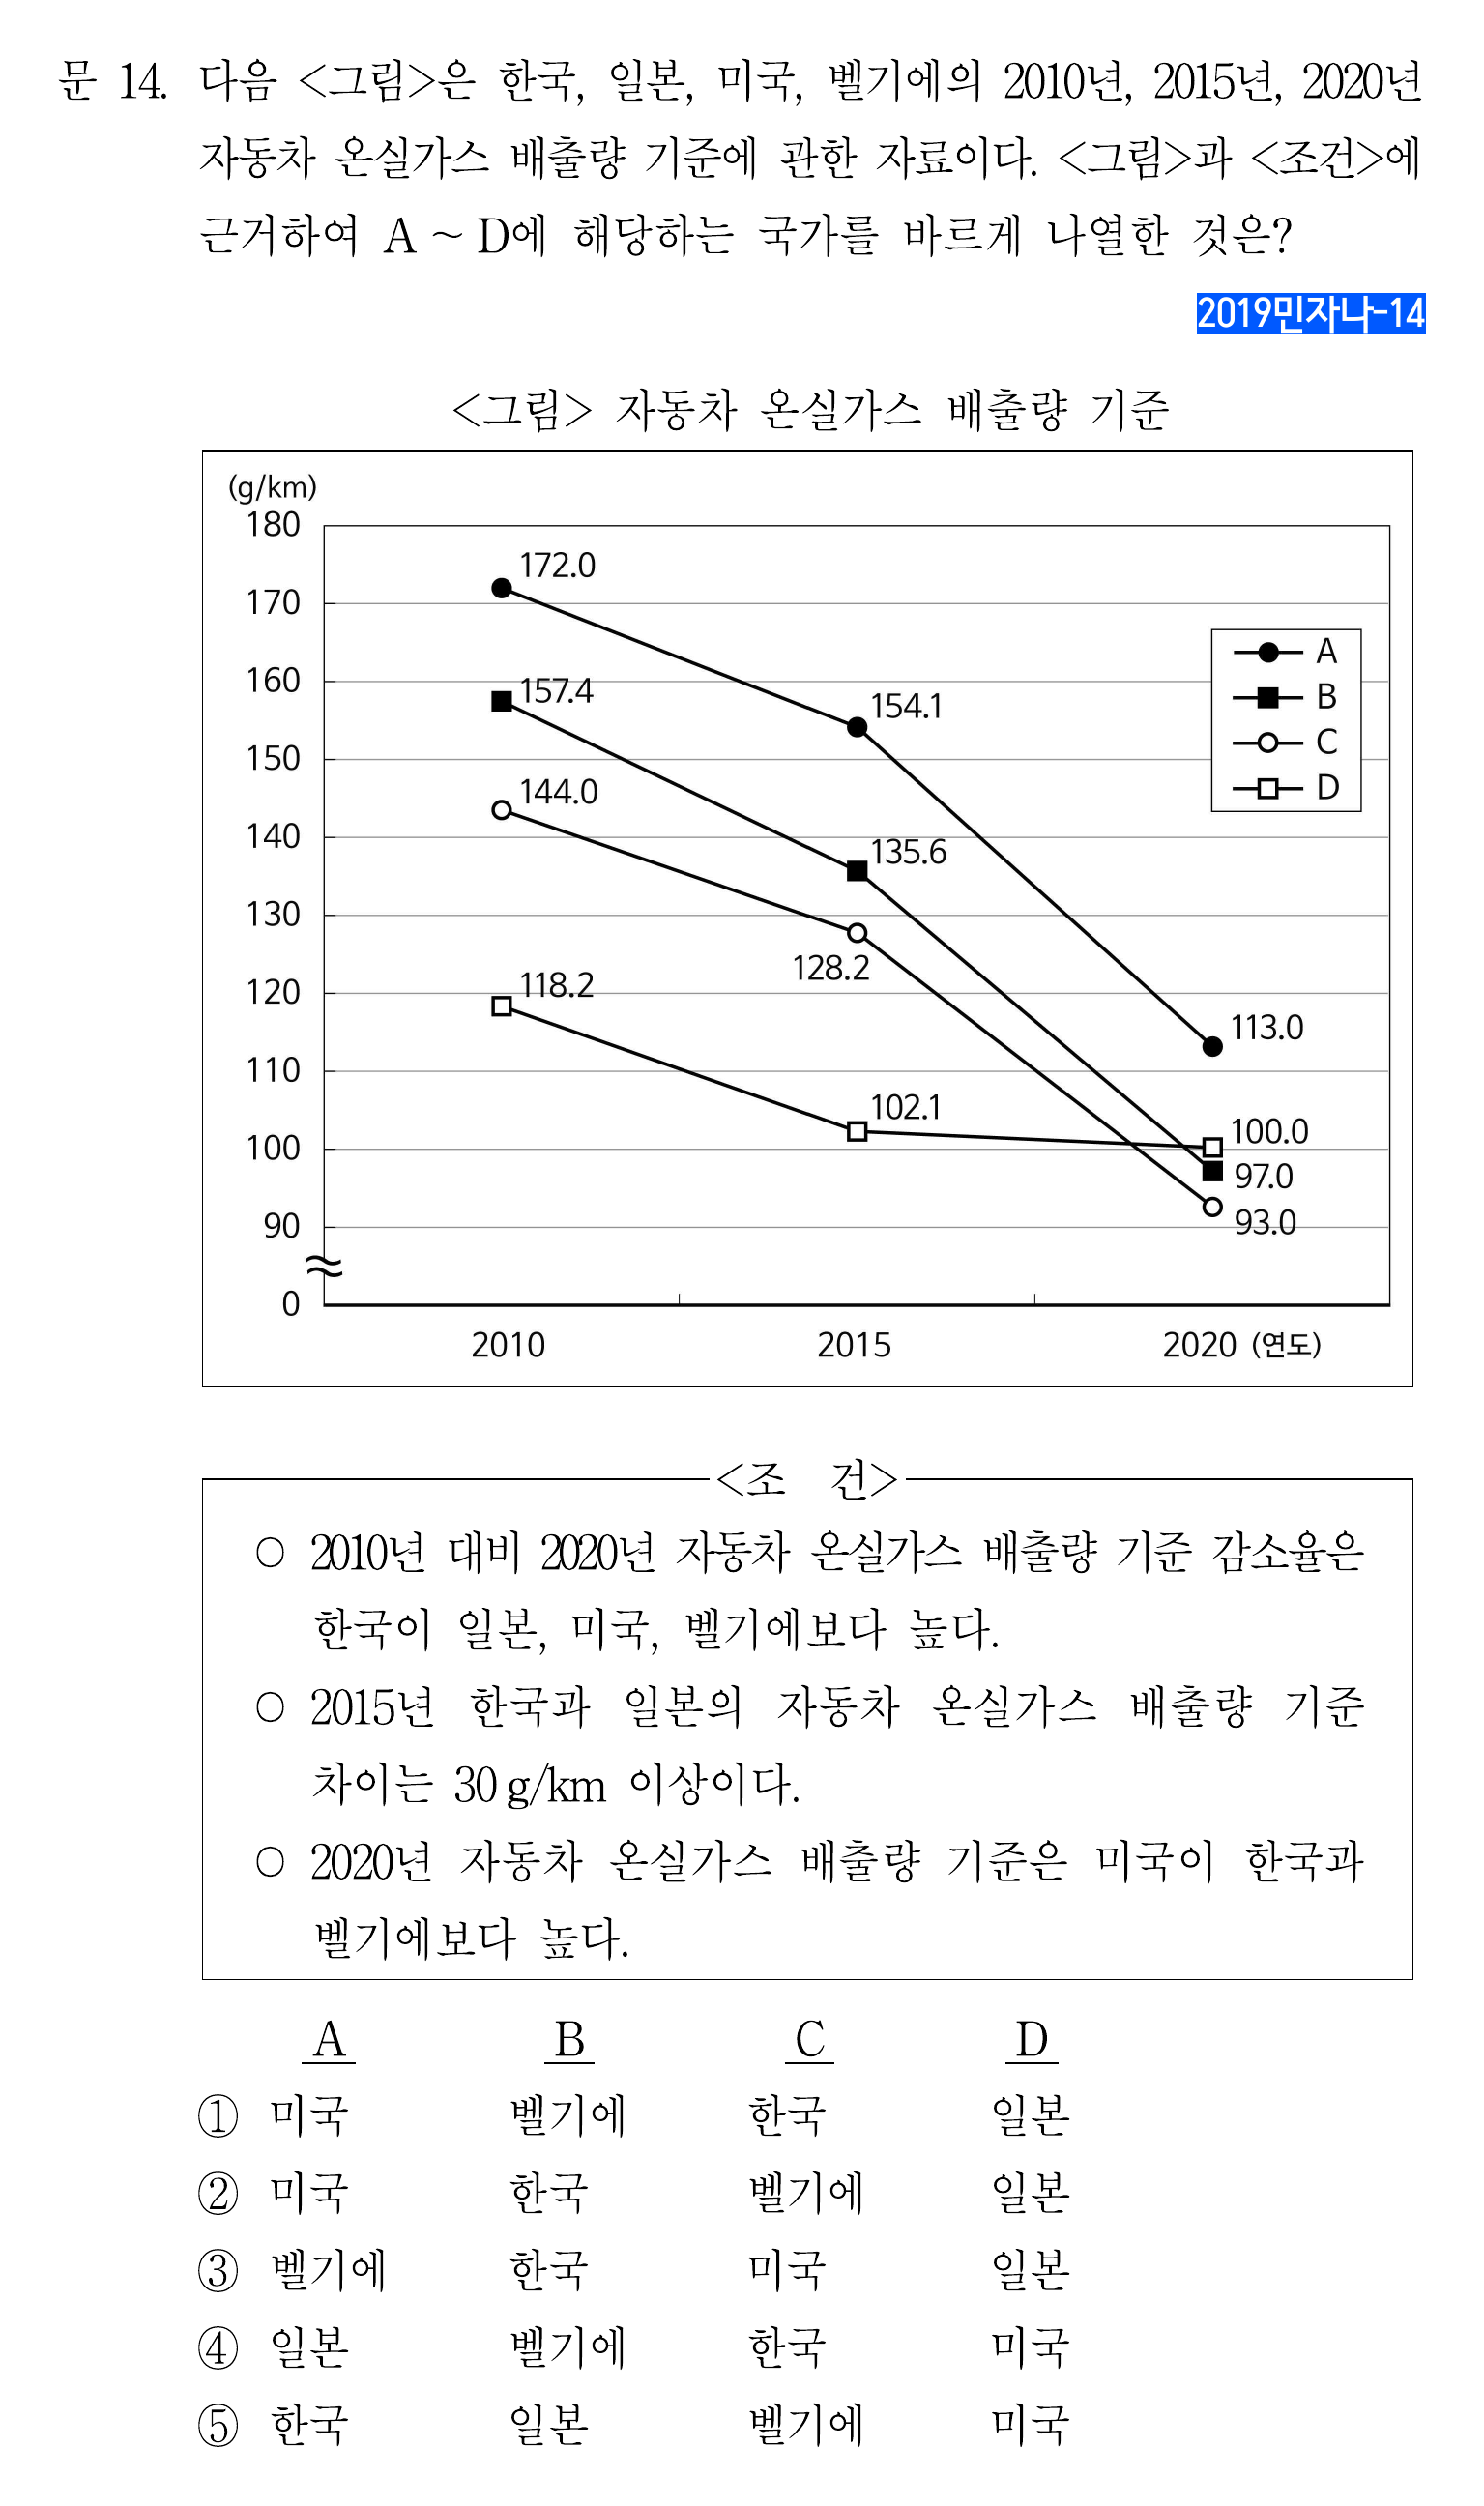 문 14. 다음 <그림>은 한국, 일본, 미국, 벨기에의 2010년, 2015년, 2020년
자동차 온실가스 배출량 기준에 관한 자료이다. <그림>과 <조건>에
근거하여 A ~ D에 해당하는 국가를 바르게 나열한 것은?
2019민자나-14
<그림> 자동차 온실가스 배출량 기준
(g/km)
180
172.0
170
A
160
157.4
154.1
B
150
C
144.0
D
140
135.6
130
128.2
120
118.2
113.0
110
102.1
100
100.0
97.0
90
93.0
0
2010 2015 2020 (연도)
<조 건>
○ 2010년 대비 2020년 자동차 온실가스 배출량 기준 감소율은
한국이 일본, 미국, 벨기에보다 높다.
○ 2015년 한국과 일본의 자동차 온실가스 배출량 기준
차이는 30 g/km 이상이다.
○ 2020년 자동차 온실가스 배출량 기준은 미국이 한국과
벨기에보다 높다.
A B C D
① 미국 벨기에 한국 일본
② 미국 한국 벨기에 일본
③ 벨기에 한국 미국 일본
④ 일본 벨기에 한국 미국
⑤ 한국 일본 벨기에 미국